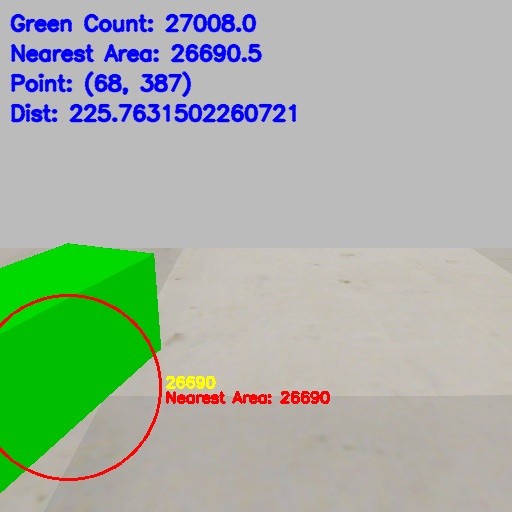 Green Count: 27008.0
Nearest Area: 26690.5
Point: (68, 387)
Dist: 225.7631502260721
26690
Nearest Area: 26690